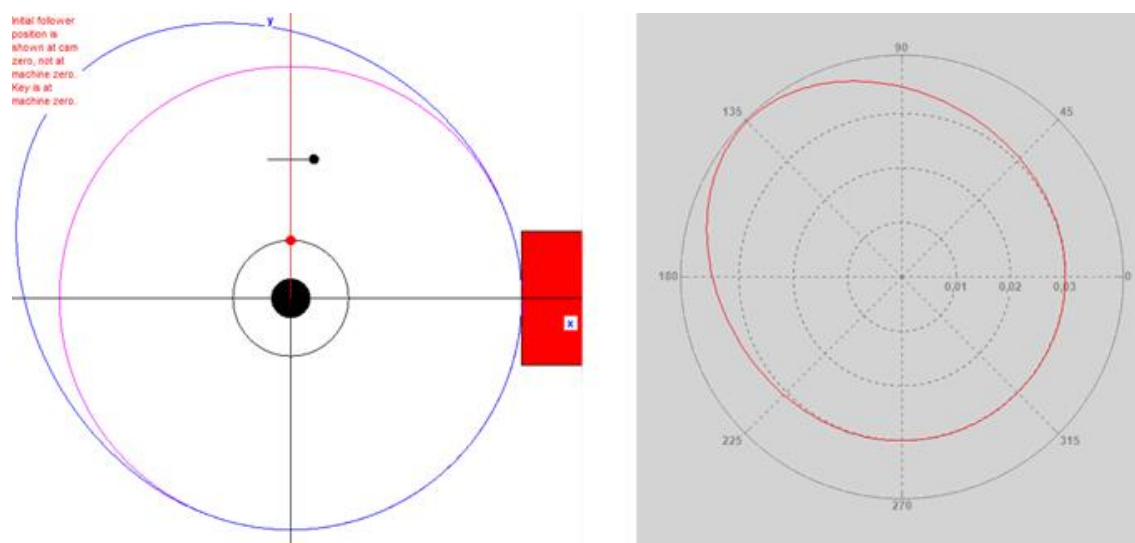 Initial follower
position is
shown at cam
zero, not at
machine zero.
Key is at
machine zero.
y
x
90
135
45
180
0
0,01
0,02
0,03
225
315
270